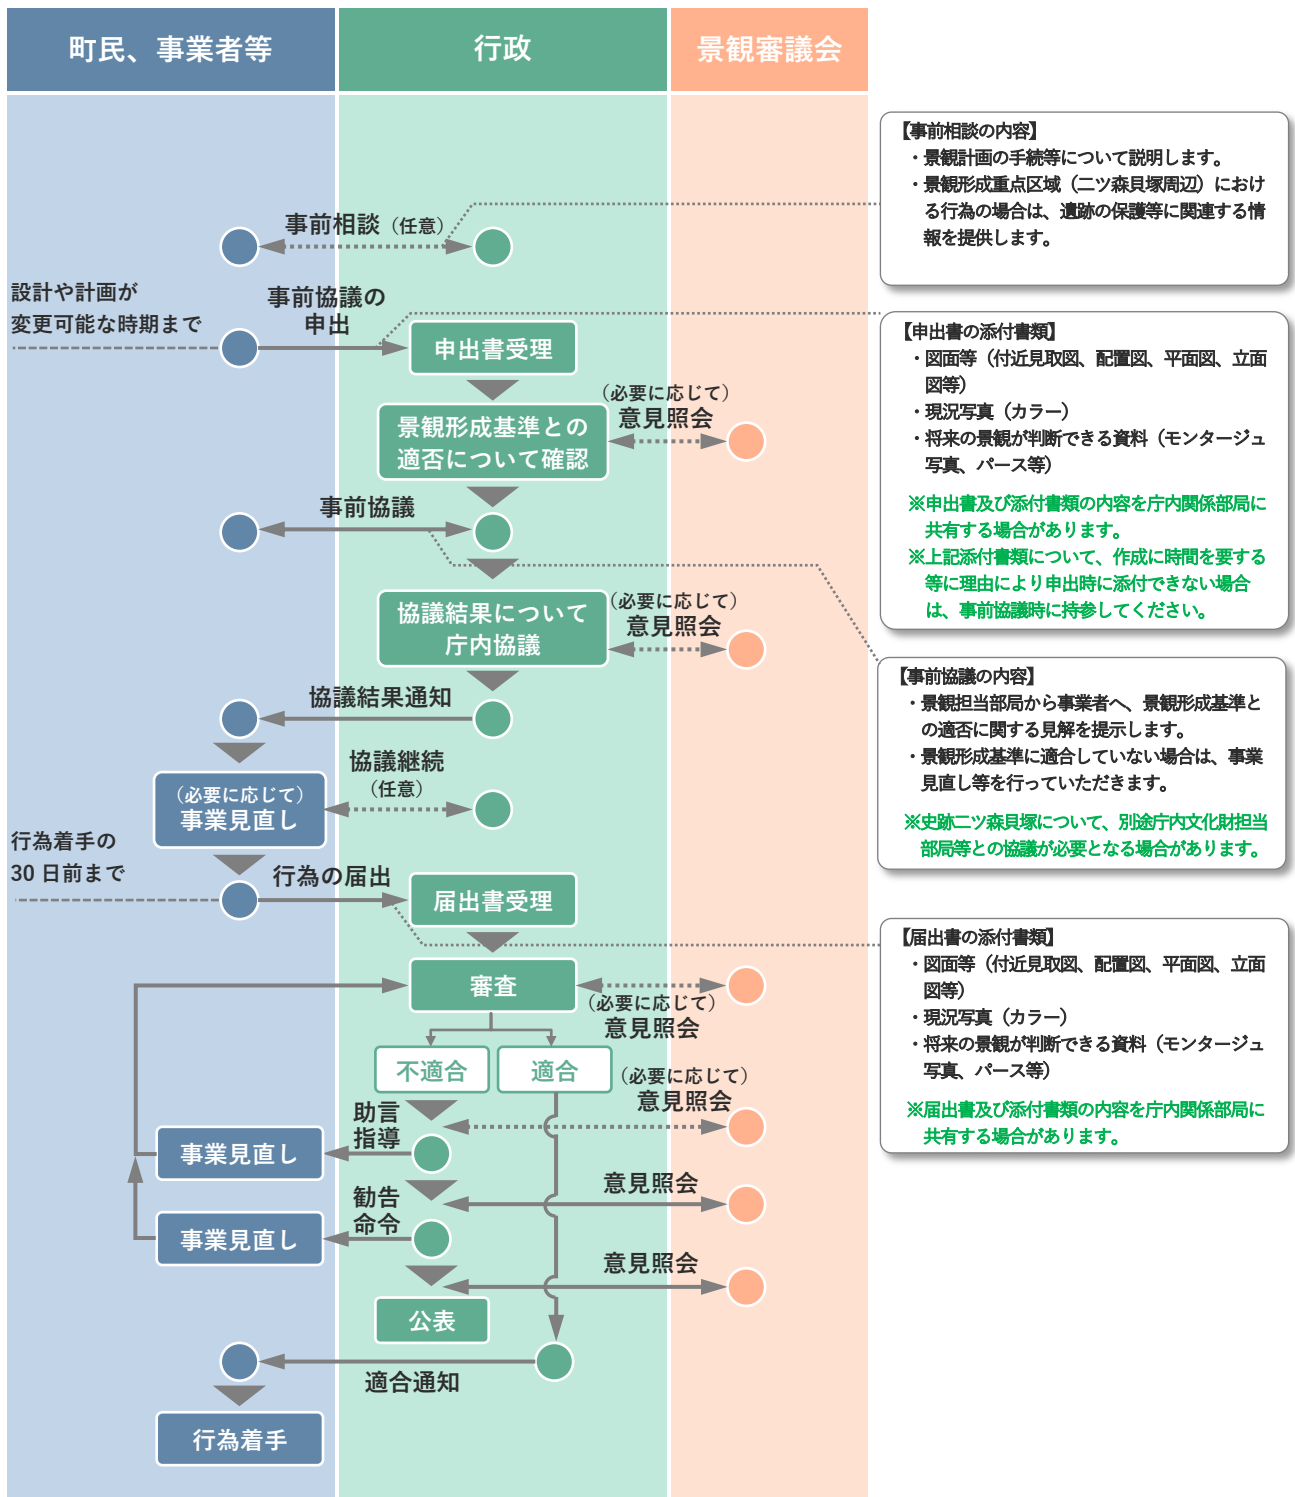 町民、事業者等
行政
景観審議会
事前相談（任意）
設計や計画が
変更可能な時期まで
事前協議の
申出
申出書受理
景観形成基準との
適否について確認
（必要に応じて）
意見照会
事前協議
協議結果について
庁内協議
（必要に応じて）
意見照会
協議結果通知
（必要に応じて）
事業見直し
協議継続
（任意）
行為着手の
30 日前まで
行為の届出
届出書受理
審査
（必要に応じて）
意見照会
不適合
適合
（必要に応じて）
意見照会
助言
指導
事業見直し
意見照会
勧告
命令
事業見直し
意見照会
公表
適合通知
行為着手
【事前相談の内容】
・景観計画の手続等について説明します。
・景観形成重点区域（二ツ森貝塚周辺）におけ
る行為の場合は、遺跡の保護等に関連する情
報を提供します。
【申出書の添付書類】
・図面等（付近見取図、配置図、平面図、立面
図等）
・現況写真（カラー）
・将来の景観が判断できる資料（モンタージュ
写真、パース等）
※申出書及び添付書類の内容を庁内関係部局に
共有する場合があります。
※上記添付書類について、作成に時間を要する
等に理由により申出時に添付できない場合
は、事前協議時に持参してください。
【事前協議の内容】
・景観担当部局から事業者へ、景観形成基準と
の適否に関する見解を提示します。
・景観形成基準に適合していない場合は、事業
見直し等を行っていただきます。
※史跡二ツ森貝塚について、別途庁内文化財担当
部局等との協議が必要となる場合があります。
【届出書の添付書類】
・図面等（付近見取図、配置図、平面図、立面
図等）
・現況写真（カラー）
・将来の景観が判断できる資料（モンタージュ
写真、パース等）
※届出書及び添付書類の内容を庁内関係部局に
共有する場合があります。